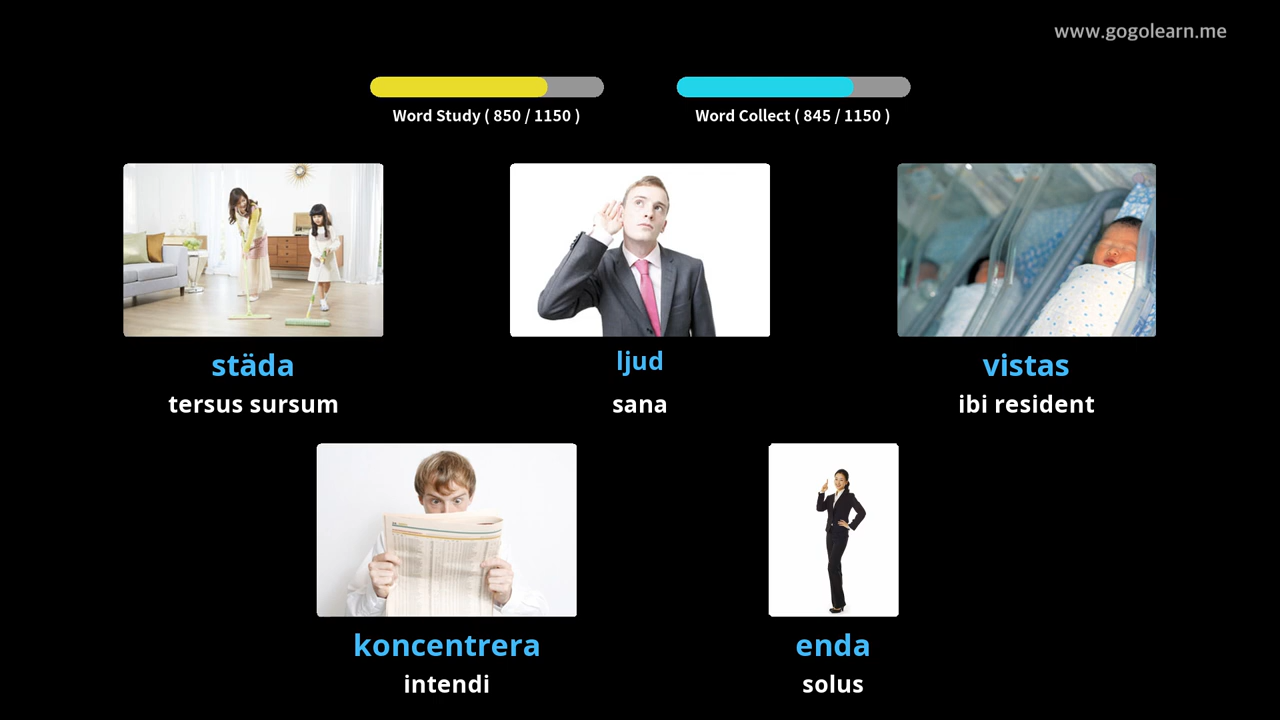 www.gogolearn.me
Word Study ( 850 / 1150 )
Word Collect ( 845 / 1150 )
städa
tersus sursum
ljud
sana
vistas
ibi resident
koncentrera
intendi
enda
solus